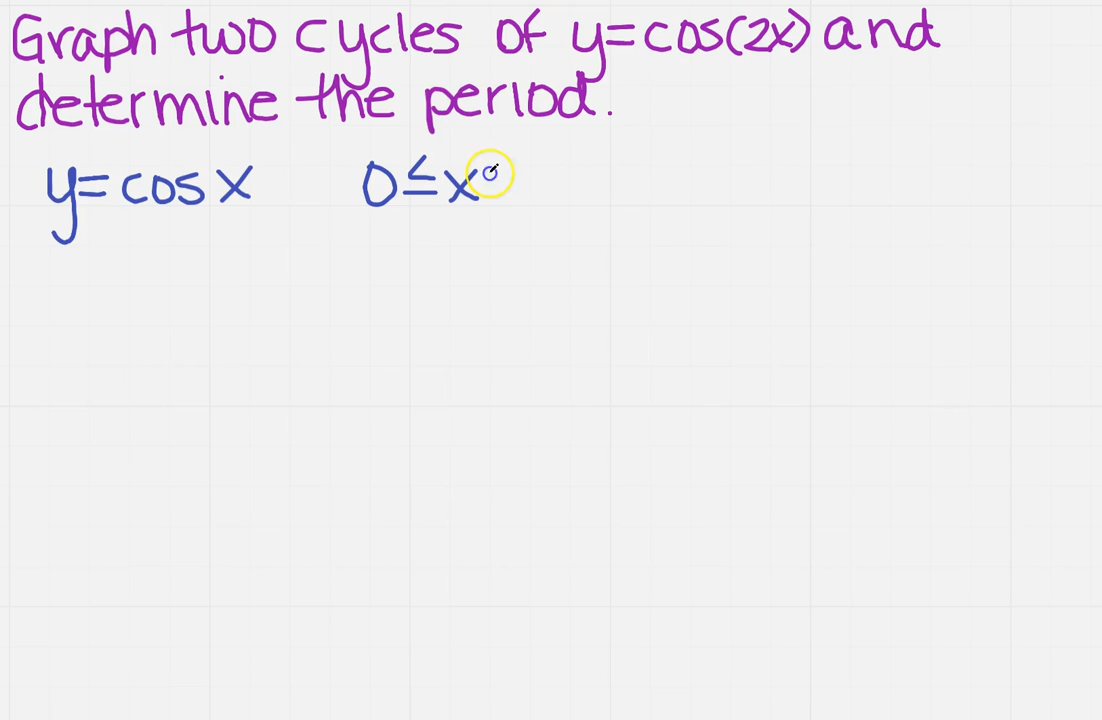 Graph two cycles of y=cos(2x) and
determine the period.
y=cos x 0≤x